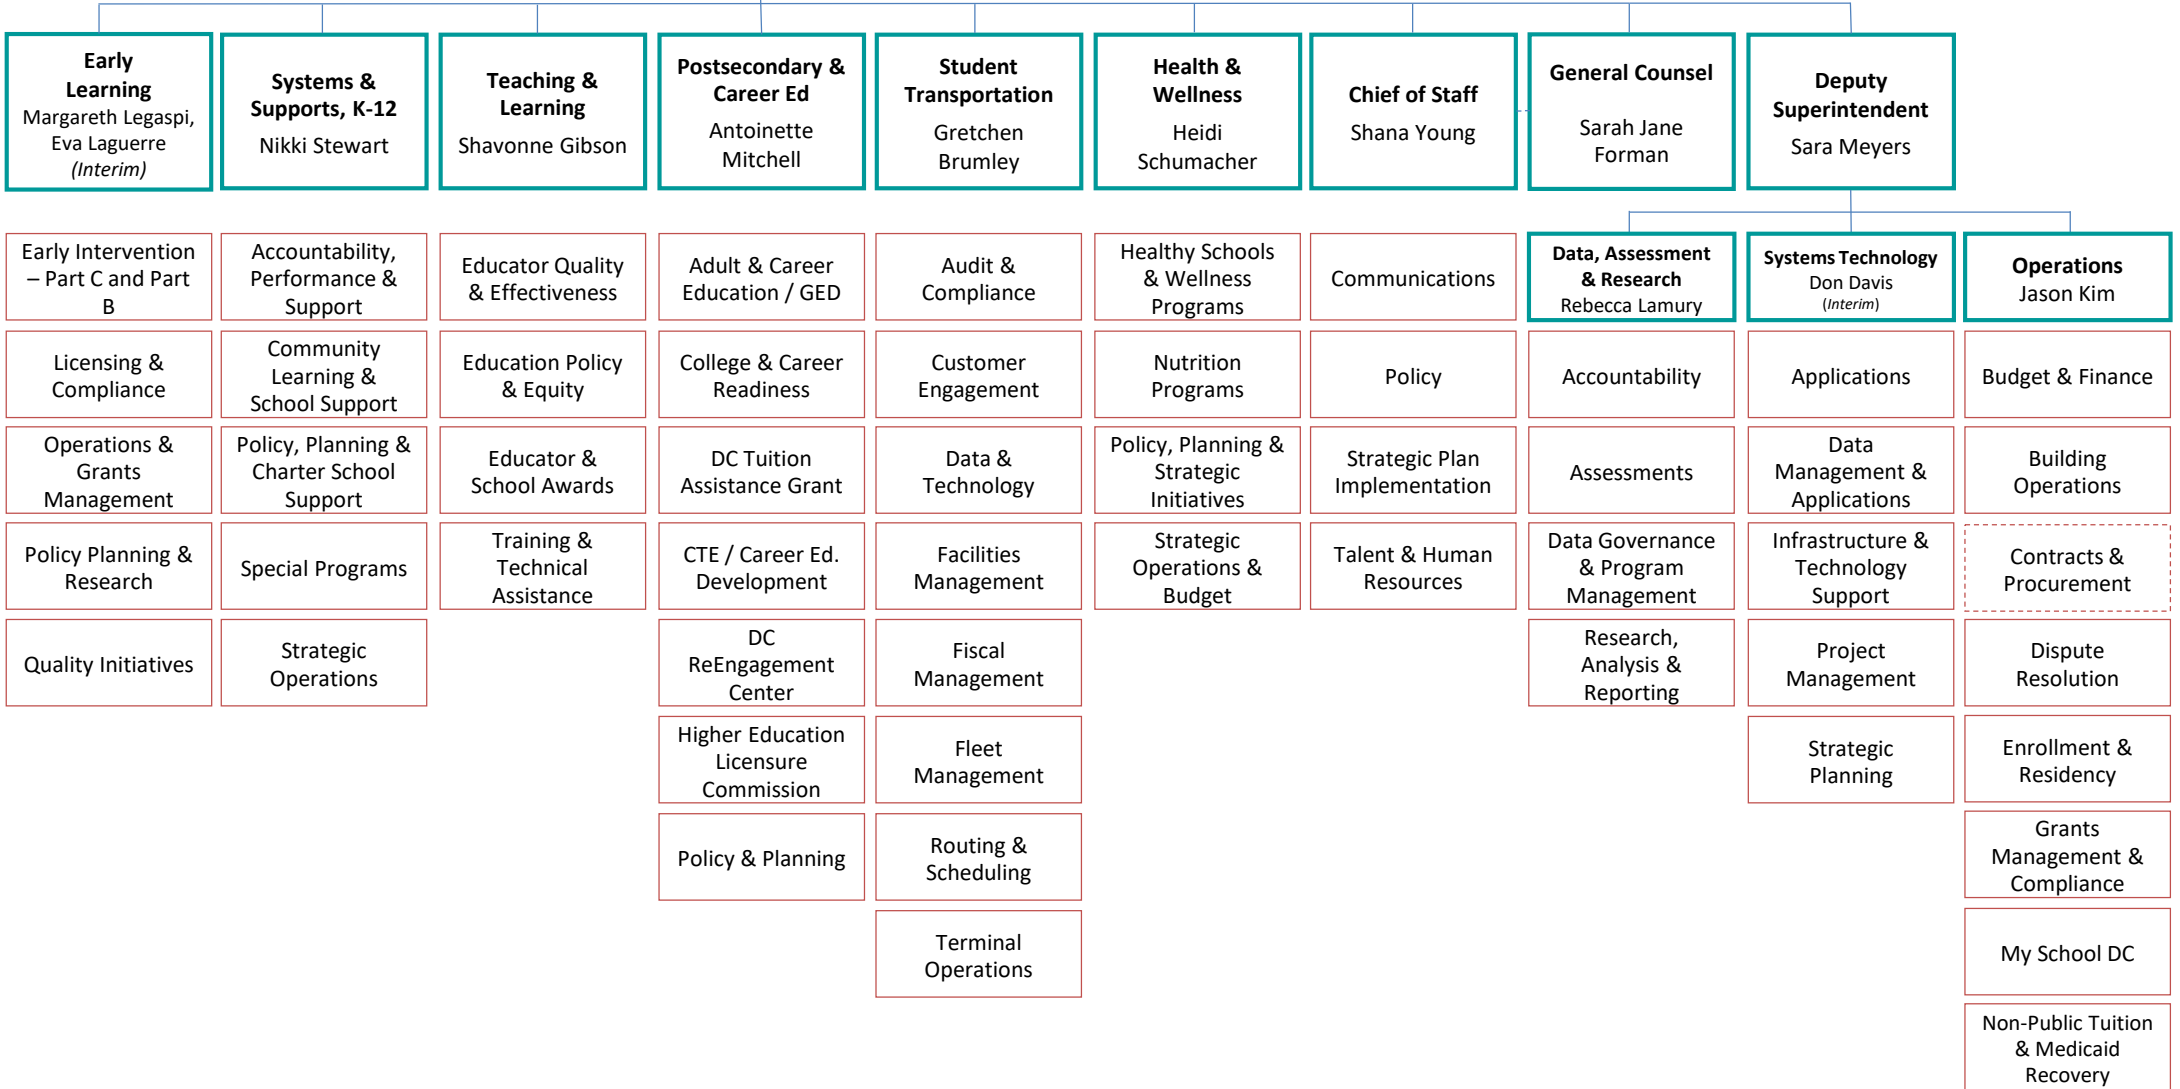 Early
Learning
Margareth Legaspi,
Eva Laguerre
(Interim)
Systems &
Supports, K-12
Nikki Stewart
Teaching &
Learning
Shavonne Gibson
Postsecondary &
Career Ed
Antoinette
Mitchell
Student
Transportation
Gretchen
Brumley
Health &
Wellness
Heidi
Schumacher
Chief of Staff
Shana Young
General Counsel
Sarah Jane
Forman
Deputy
Superintendent
Sara Meyers
Early Intervention
– Part C and Part
B
Licensing &
Compliance
Operations &
Grants
Management
Policy Planning &
Research
Quality Initiatives
Accountability,
Performance &
Support
Community
Learning &
School Support
Policy, Planning &
Charter School
Support
Special Programs
Strategic
Operations
Educator Quality
& Effectiveness
Education Policy
& Equity
Educator &
School Awards
Training &
Technical
Assistance
Adult & Career
Education / GED
College & Career
Readiness
DC Tuition
Assistance Grant
CTE / Career Ed.
Development
DC
ReEngagement
Center
Higher Education
Licensure
Commission
Policy & Planning
Audit &
Compliance
Customer
Engagement
Data &
Technology
Facilities
Management
Fiscal
Management
Fleet
Management
Routing &
Scheduling
Terminal
Operations
Healthy Schools
& Wellness
Programs
Nutrition
Programs
Policy, Planning &
Strategic
Initiatives
Strategic
Operations &
Budget
Communications
Policy
Strategic Plan
Implementation
Talent & Human
Resources
Data, Assessment
& Research
Rebecca Lamury
Accountability
Assessments
Data Governance
& Program
Management
Research,
Analysis &
Reporting
Systems Technology
Don Davis
(Interim)
Applications
Data
Management &
Applications
Infrastructure &
Technology
Support
Project
Management
Strategic
Planning
Operations
Jason Kim
Budget & Finance
Building
Operations
Contracts &
Procurement
Dispute
Resolution
Enrollment &
Residency
Grants
Management &
Compliance
My School DC
Non-Public Tuition
& Medicaid
Recovery